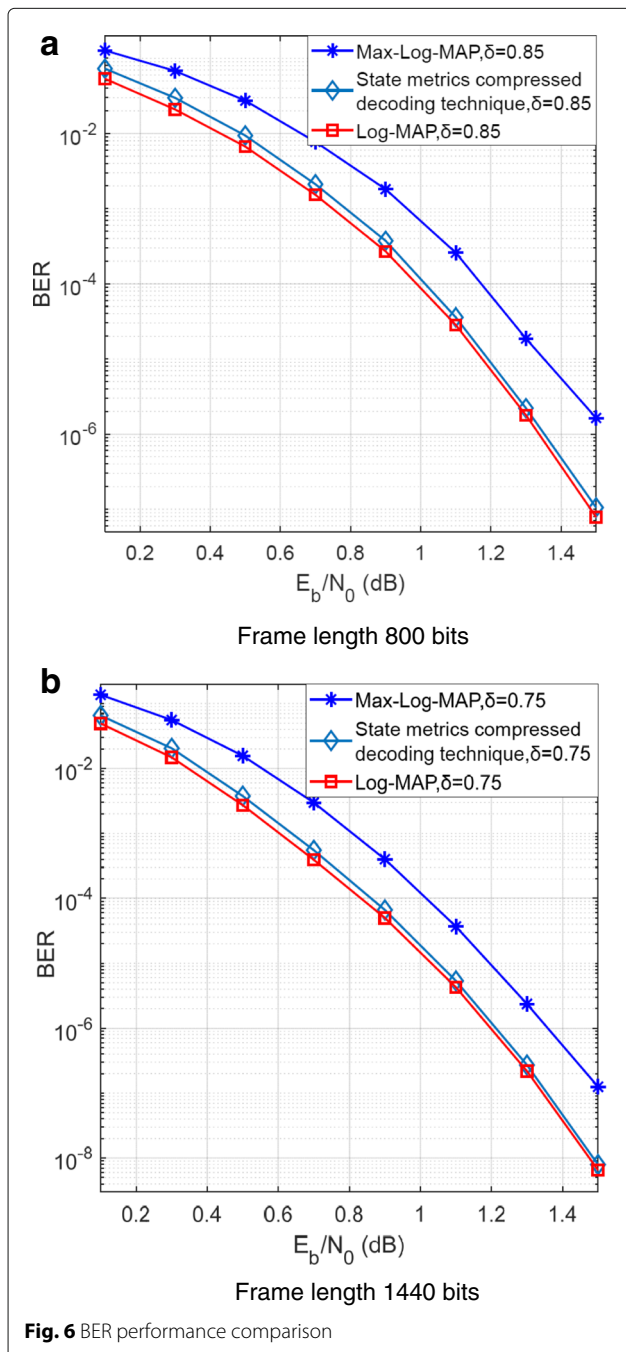 a
Max-Log-MAP,δ=0.85
State metrics compressed
decoding technique,δ=0.85
Log-MAP,δ=0.85
10⁻²
10⁻⁴
10⁻⁶
BER
0.2 0.4 0.6 0.8 1 1.2 1.4
E_b/N_0 (dB)
Frame length 800 bits
b
Max-Log-MAP,δ=0.75
State metrics compressed
decoding technique,δ=0.75
Log-MAP,δ=0.75
10⁻²
10⁻⁴
10⁻⁶
10⁻⁸
BER
0.2 0.4 0.6 0.8 1 1.2 1.4
E_b/N_0 (dB)
Frame length 1440 bits
Fig. 6 BER performance comparison